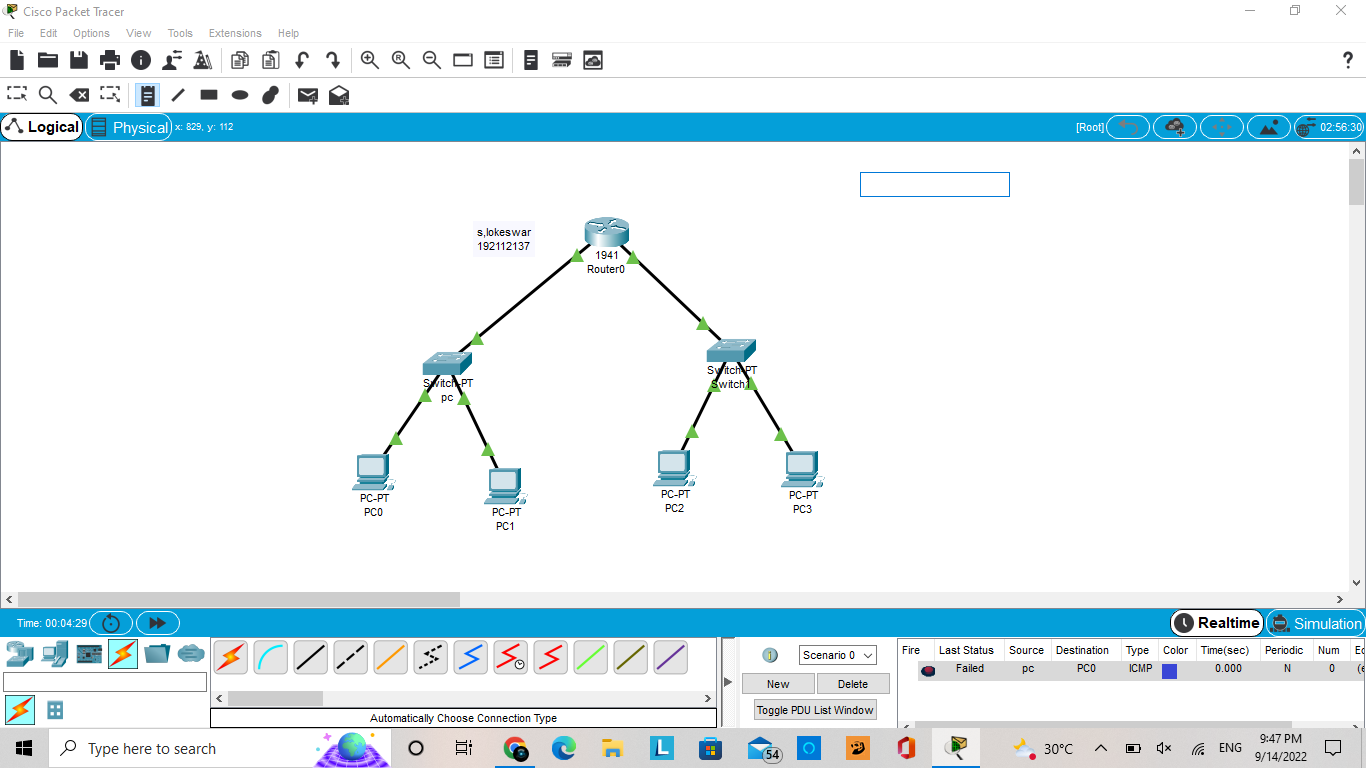 Cisco Packet Tracer
File Edit Options View Tools Extensions Help
Logical Physical x: 829, y: 112 [Root] 02:56:30
s,lokeswar
192112137
1941
Router0
Switch-PT
pc
Switch-PT
Switch1
PC-PT
PC0
PC-PT
PC1
PC-PT
PC2
PC-PT
PC3
Time: 00:04:29 Realtime Simulation
Scenario 0
New Delete
Toggle PDU List Window
Automatically Choose Connection Type
Fire Last Status Source Destination Type Color Time(sec) Periodic Num
Failed pc PC0 ICMP 0.000 N 0 (e
Type here to search
54
30°C ENG 9:47 PM
9/14/2022